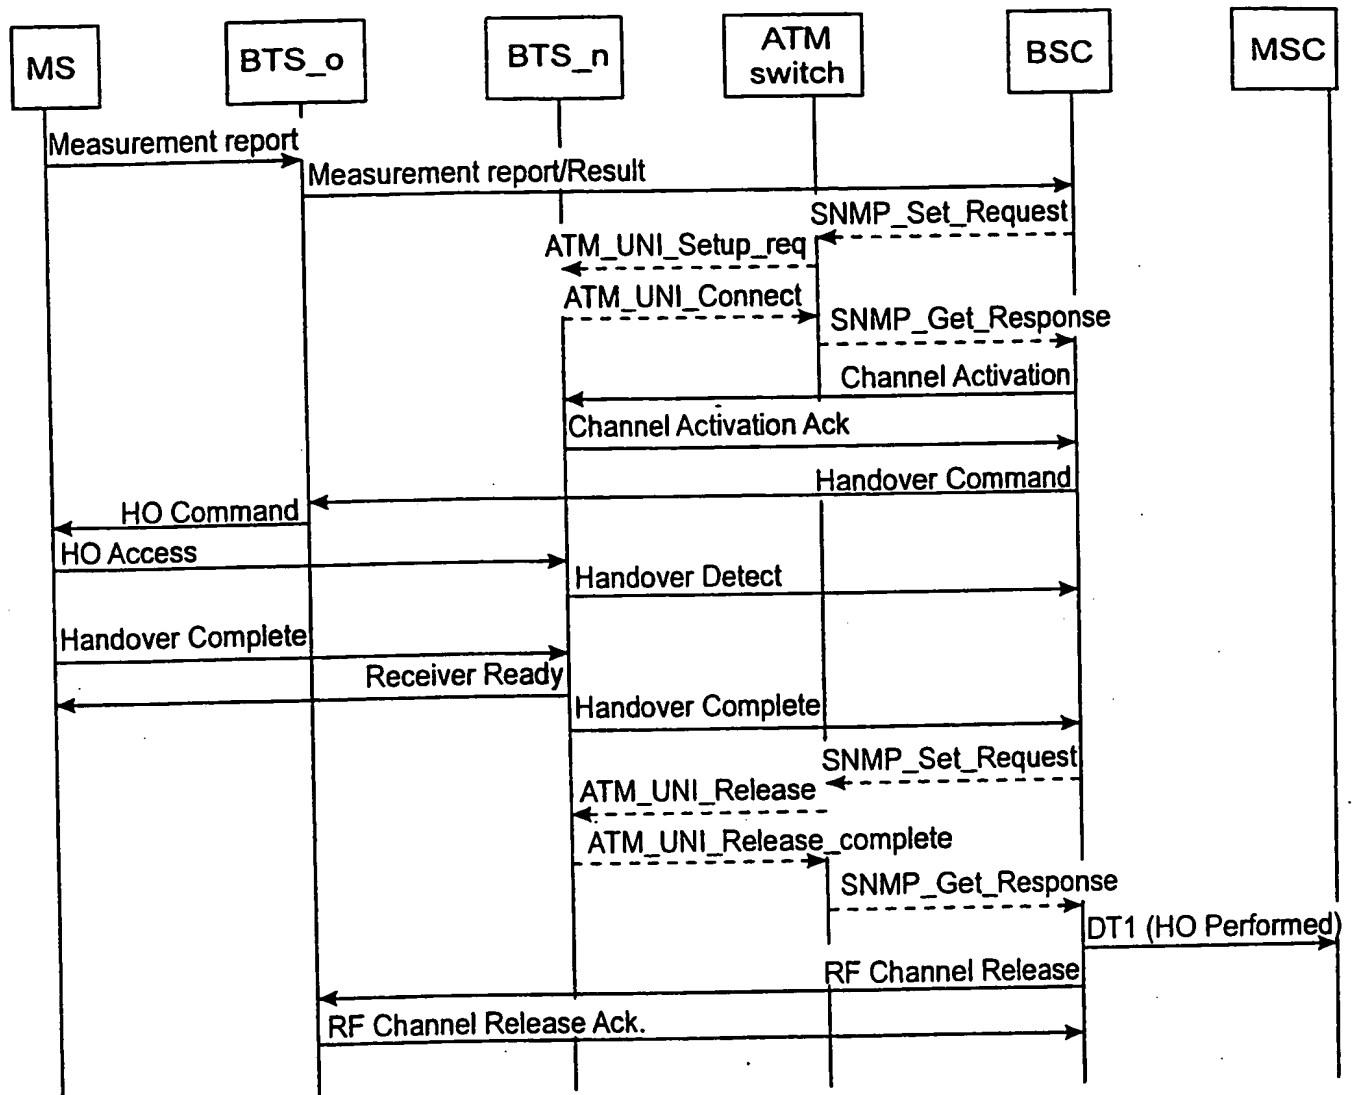 MS
BTS_o
BTS_n
ATM
switch
BSC
MSC
Measurement report
Measurement report/Result
SNMP_Set_Request
ATM_UNI_Setup_req
ATM_UNI_Connect
SNMP_Get_Response
Channel Activation
Channel Activation Ack
Handover Command
HO Command
HO Access
Handover Detect
Handover Complete
Receiver Ready
Handover Complete
SNMP_Set_Request
ATM_UNI_Release
ATM_UNI_Release_complete
SNMP_Get_Response
DT1 (HO Performed)
RF Channel Release
RF Channel Release Ack.